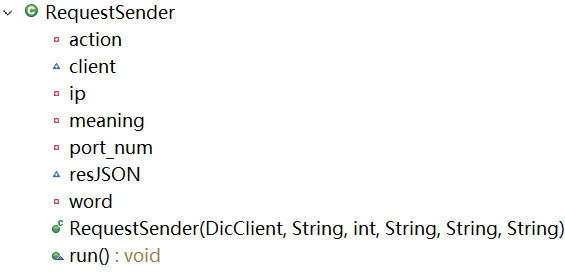 RequestSender
action
client
ip
meaning
port_num
resJSON
word
RequestSender(DicClient, String, int, String, String, String)
run() : void